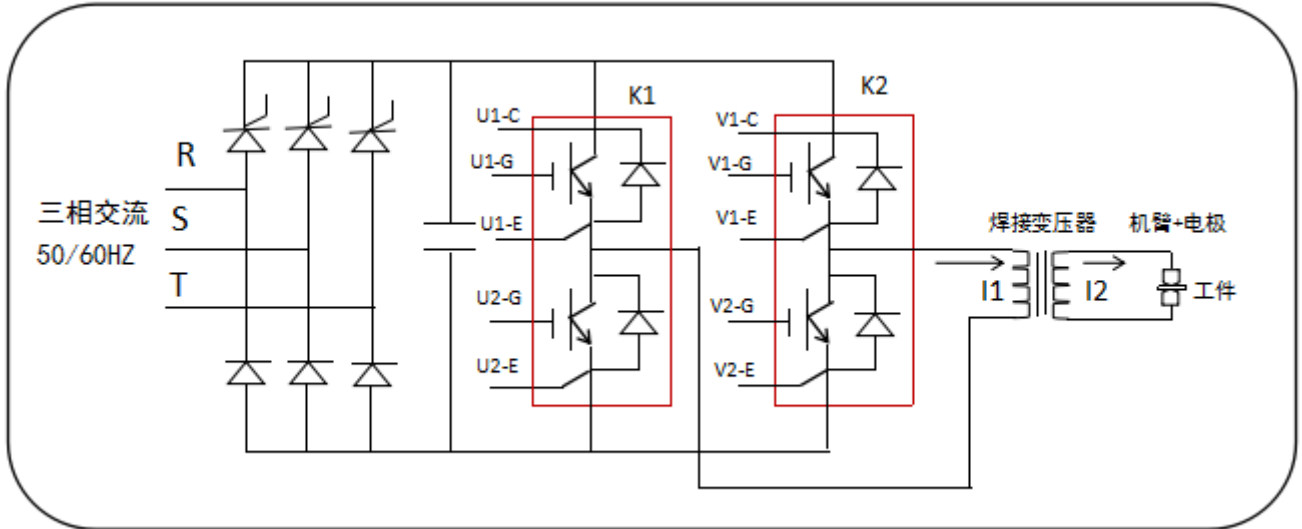 K1
K2
U1-C
V1-C
U1-G
V1-G
R
三相交流
S
U1-E
V1-E
焊接变压器
机臂+电极
50/60HZ
T
U2-G
V2-G
I1
I2
工件
U2-E
V2-E